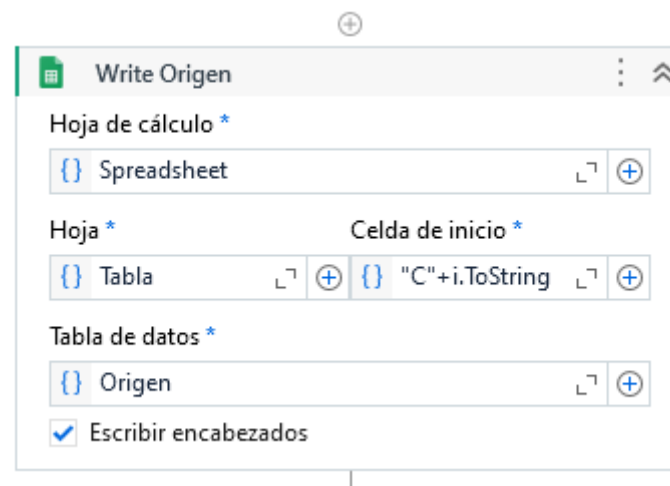 Write Origen
Hoja de cálculo *
{} Spreadsheet
Hoja * Celda de inicio *
{} Tabla {} "C"+i.ToString
Tabla de datos *
{} Origen
Escribir encabezados